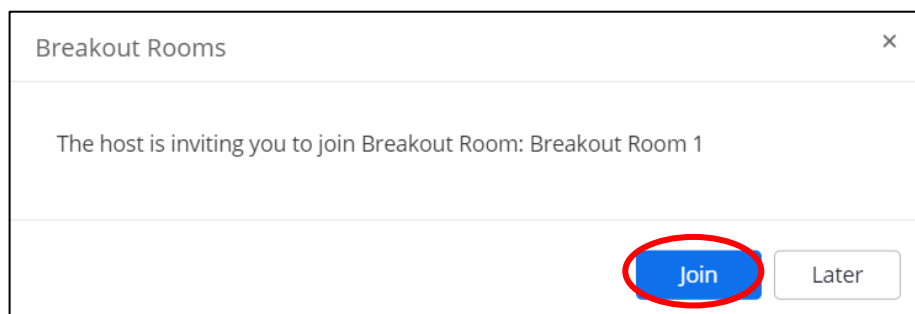 Breakout Rooms
The host is inviting you to join Breakout Room: Breakout Room 1
Join Later